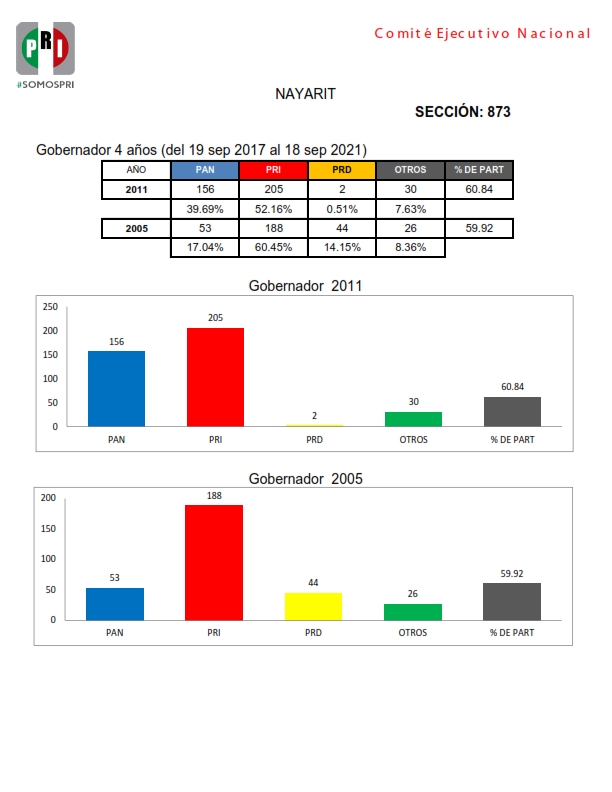 Comité Ejecutivo Nacional
PRI
#SOMOSPRI
NAYARIT
SECCIÓN: 873
Gobernador 4 años (del 19 sep 2017 al 18 sep 2021)
AÑO PAN PRI PRD OTROS % DE PART
2011 156 205 2 30 60.84
39.69% 52.16% 0.51% 7.63%
2005 53 188 44 26 59.92
17.04% 60.45% 14.15% 8.36%
Gobernador 2011
250
200
150
100
50
0
156
205
2
30
60.84
PAN PRI PRD OTROS % DE PART
Gobernador 2005
200
150
100
50
0
53
188
44
26
59.92
PAN PRI PRD OTROS % DE PART